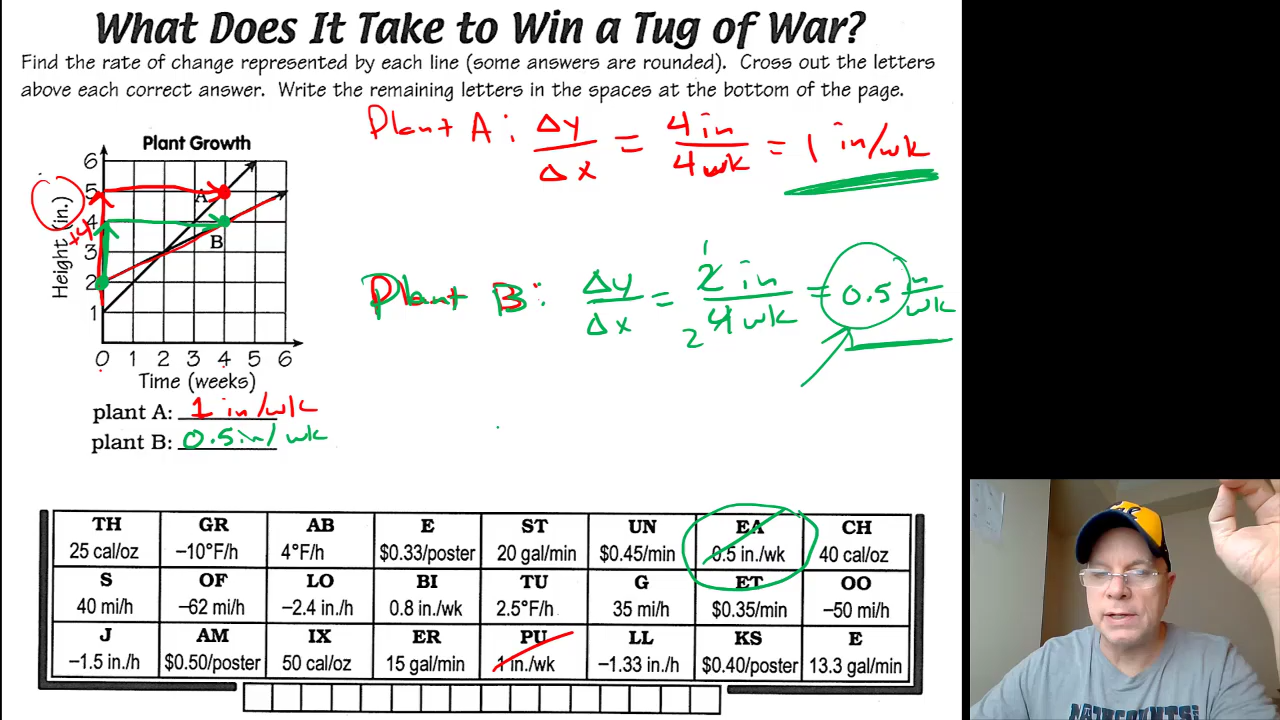 What Does It Take to Win a Tug of War?
Find the rate of change represented by each line (some answers are rounded). Cross out the letters
above each correct answer. Write the remaining letters in the spaces at the bottom of the page.
Plant A: Δy/Δx = 4 in/4 wk = 1 in/wk
Plant Growth
6
5
4
3
2
1
+4
Height (in.)
A
B
0 1 2 3 4 5 6
Time (weeks)
Plant B: Δy/Δx = 1 2 in/2 4 wk = 0.5 in/wk
plant A: 1 in/wk
plant B: 0.5 in/wk
TH GR AB E ST UN EA CH
25 cal/oz –10°F/h 4°F/h $0.33/poster 20 gal/min $0.45/min 0.5 in./wk 40 cal/oz
S OF LO BI TU G ET OO
40 mi/h –62 mi/h –2.4 in./h 0.8 in./wk 2.5°F/h 35 mi/h $0.35/min –50 mi/h
J AM IX ER PU LL KS E
–1.5 in./h $0.50/poster 50 cal/oz 15 gal/min 1 in./wk –1.33 in./h $0.40/poster 13.3 gal/min